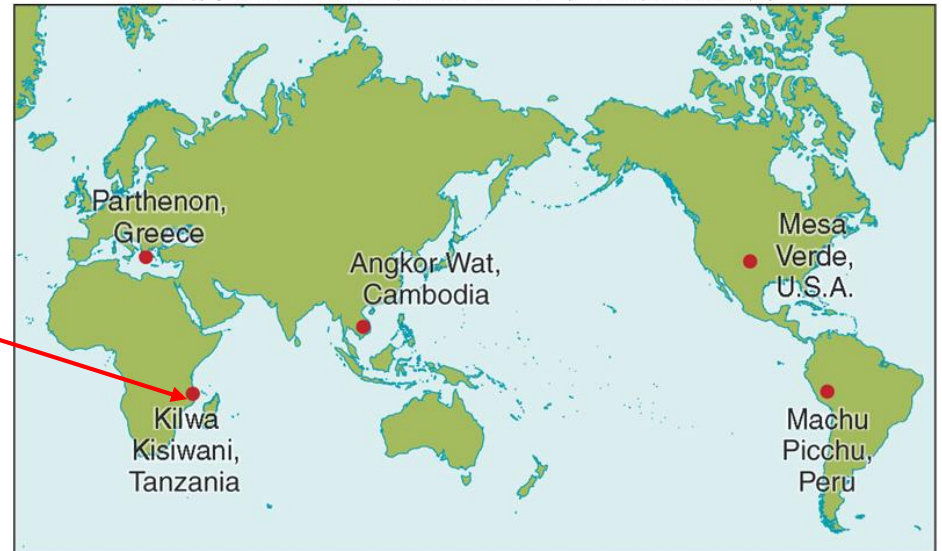 Parthenon,
Greece
Angkor Wat,
Cambodia
Mesa
Verde,
U.S.A.
Kilwa
Kisiwani,
Tanzania
Machu
Picchu,
Peru